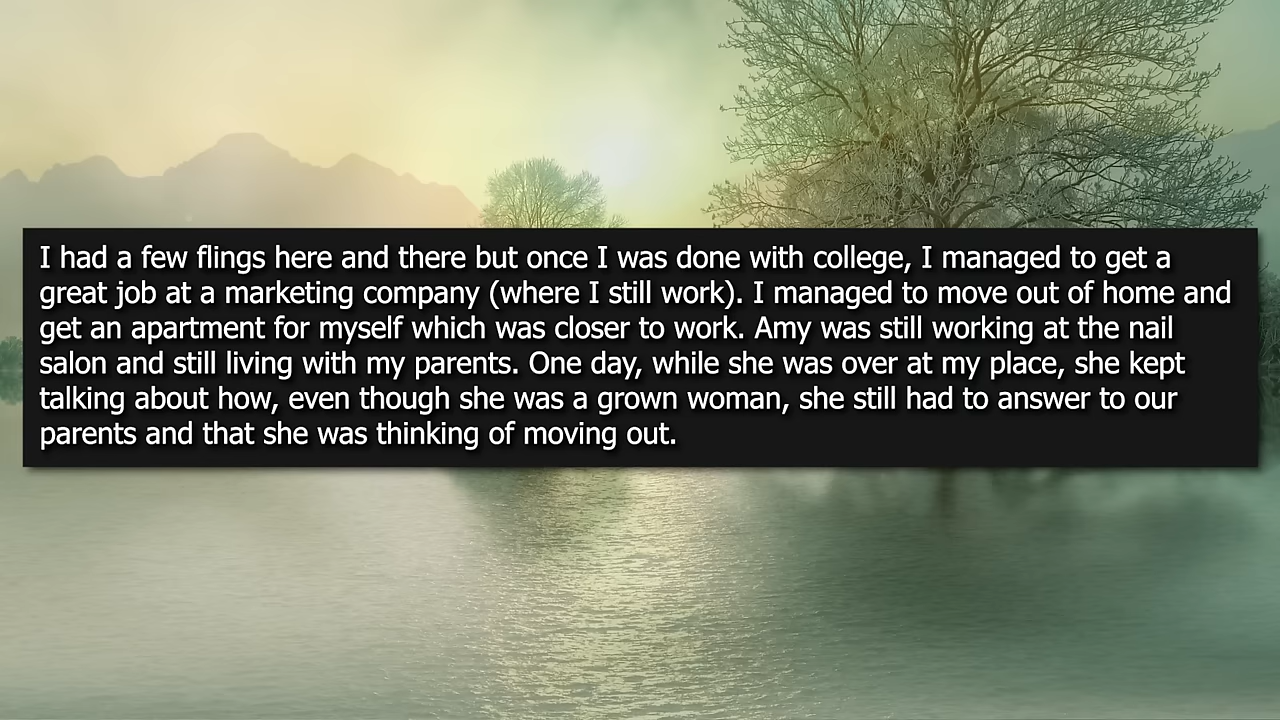 I had a few flings here and there but once I was done with college, I managed to get a
great job at a marketing company (where I still work). I managed to move out of home and
get an apartment for myself which was closer to work. Amy was still working at the nail
salon and still living with my parents. One day, while she was over at my place, she kept
talking about how, even though she was a grown woman, she still had to answer to our
parents and that she was thinking of moving out.